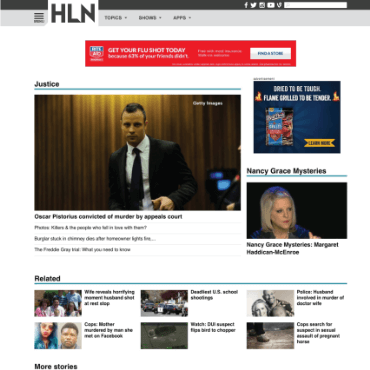 HLN
TOPICS
SHOWS
APPS
GET YOUR FLU SHOT TODAY
because 63% of your friends didn't.
FIND A STORE
Justice
Getty Images
DRIED TO BE TOUGH.
FLAME GRILLED TO BE TENDER.
LEARN MORE
Oscar Pistorius convicted of murder by appeals court
Photos: Killers & the people who fell in love with them?
Burglar stuck in chimney dies after homeowner lights fire,...
The Freddie Gray trial: What you need to know
Nancy Grace Mysteries
Nancy Grace Mysteries: Margaret
Haddican-McEnroe
Related
Wife reveals horrifying
moment husband shot
at rest stop
Deadliest U.S. school
shootings
Police: Husband
involved in murder of
doctor wife
Cops: Mother
murdered by man she
met on Facebook
Watch: DUI suspect
flips bird to chopper
Cops search for
suspect in sexual
assault of pregnant
horse
More stories